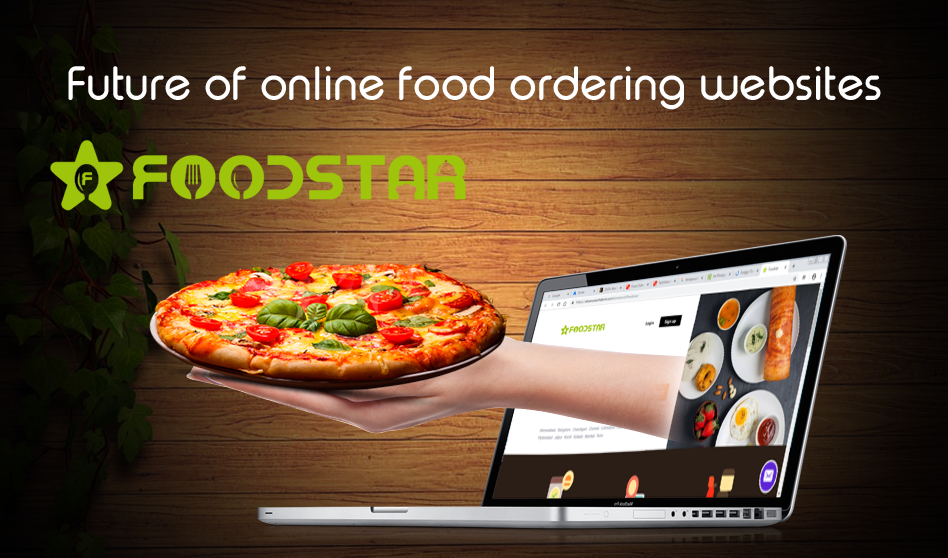 Future of online food ordering websites
F FOODSTAR
FOODSTAR
Login
Sign up